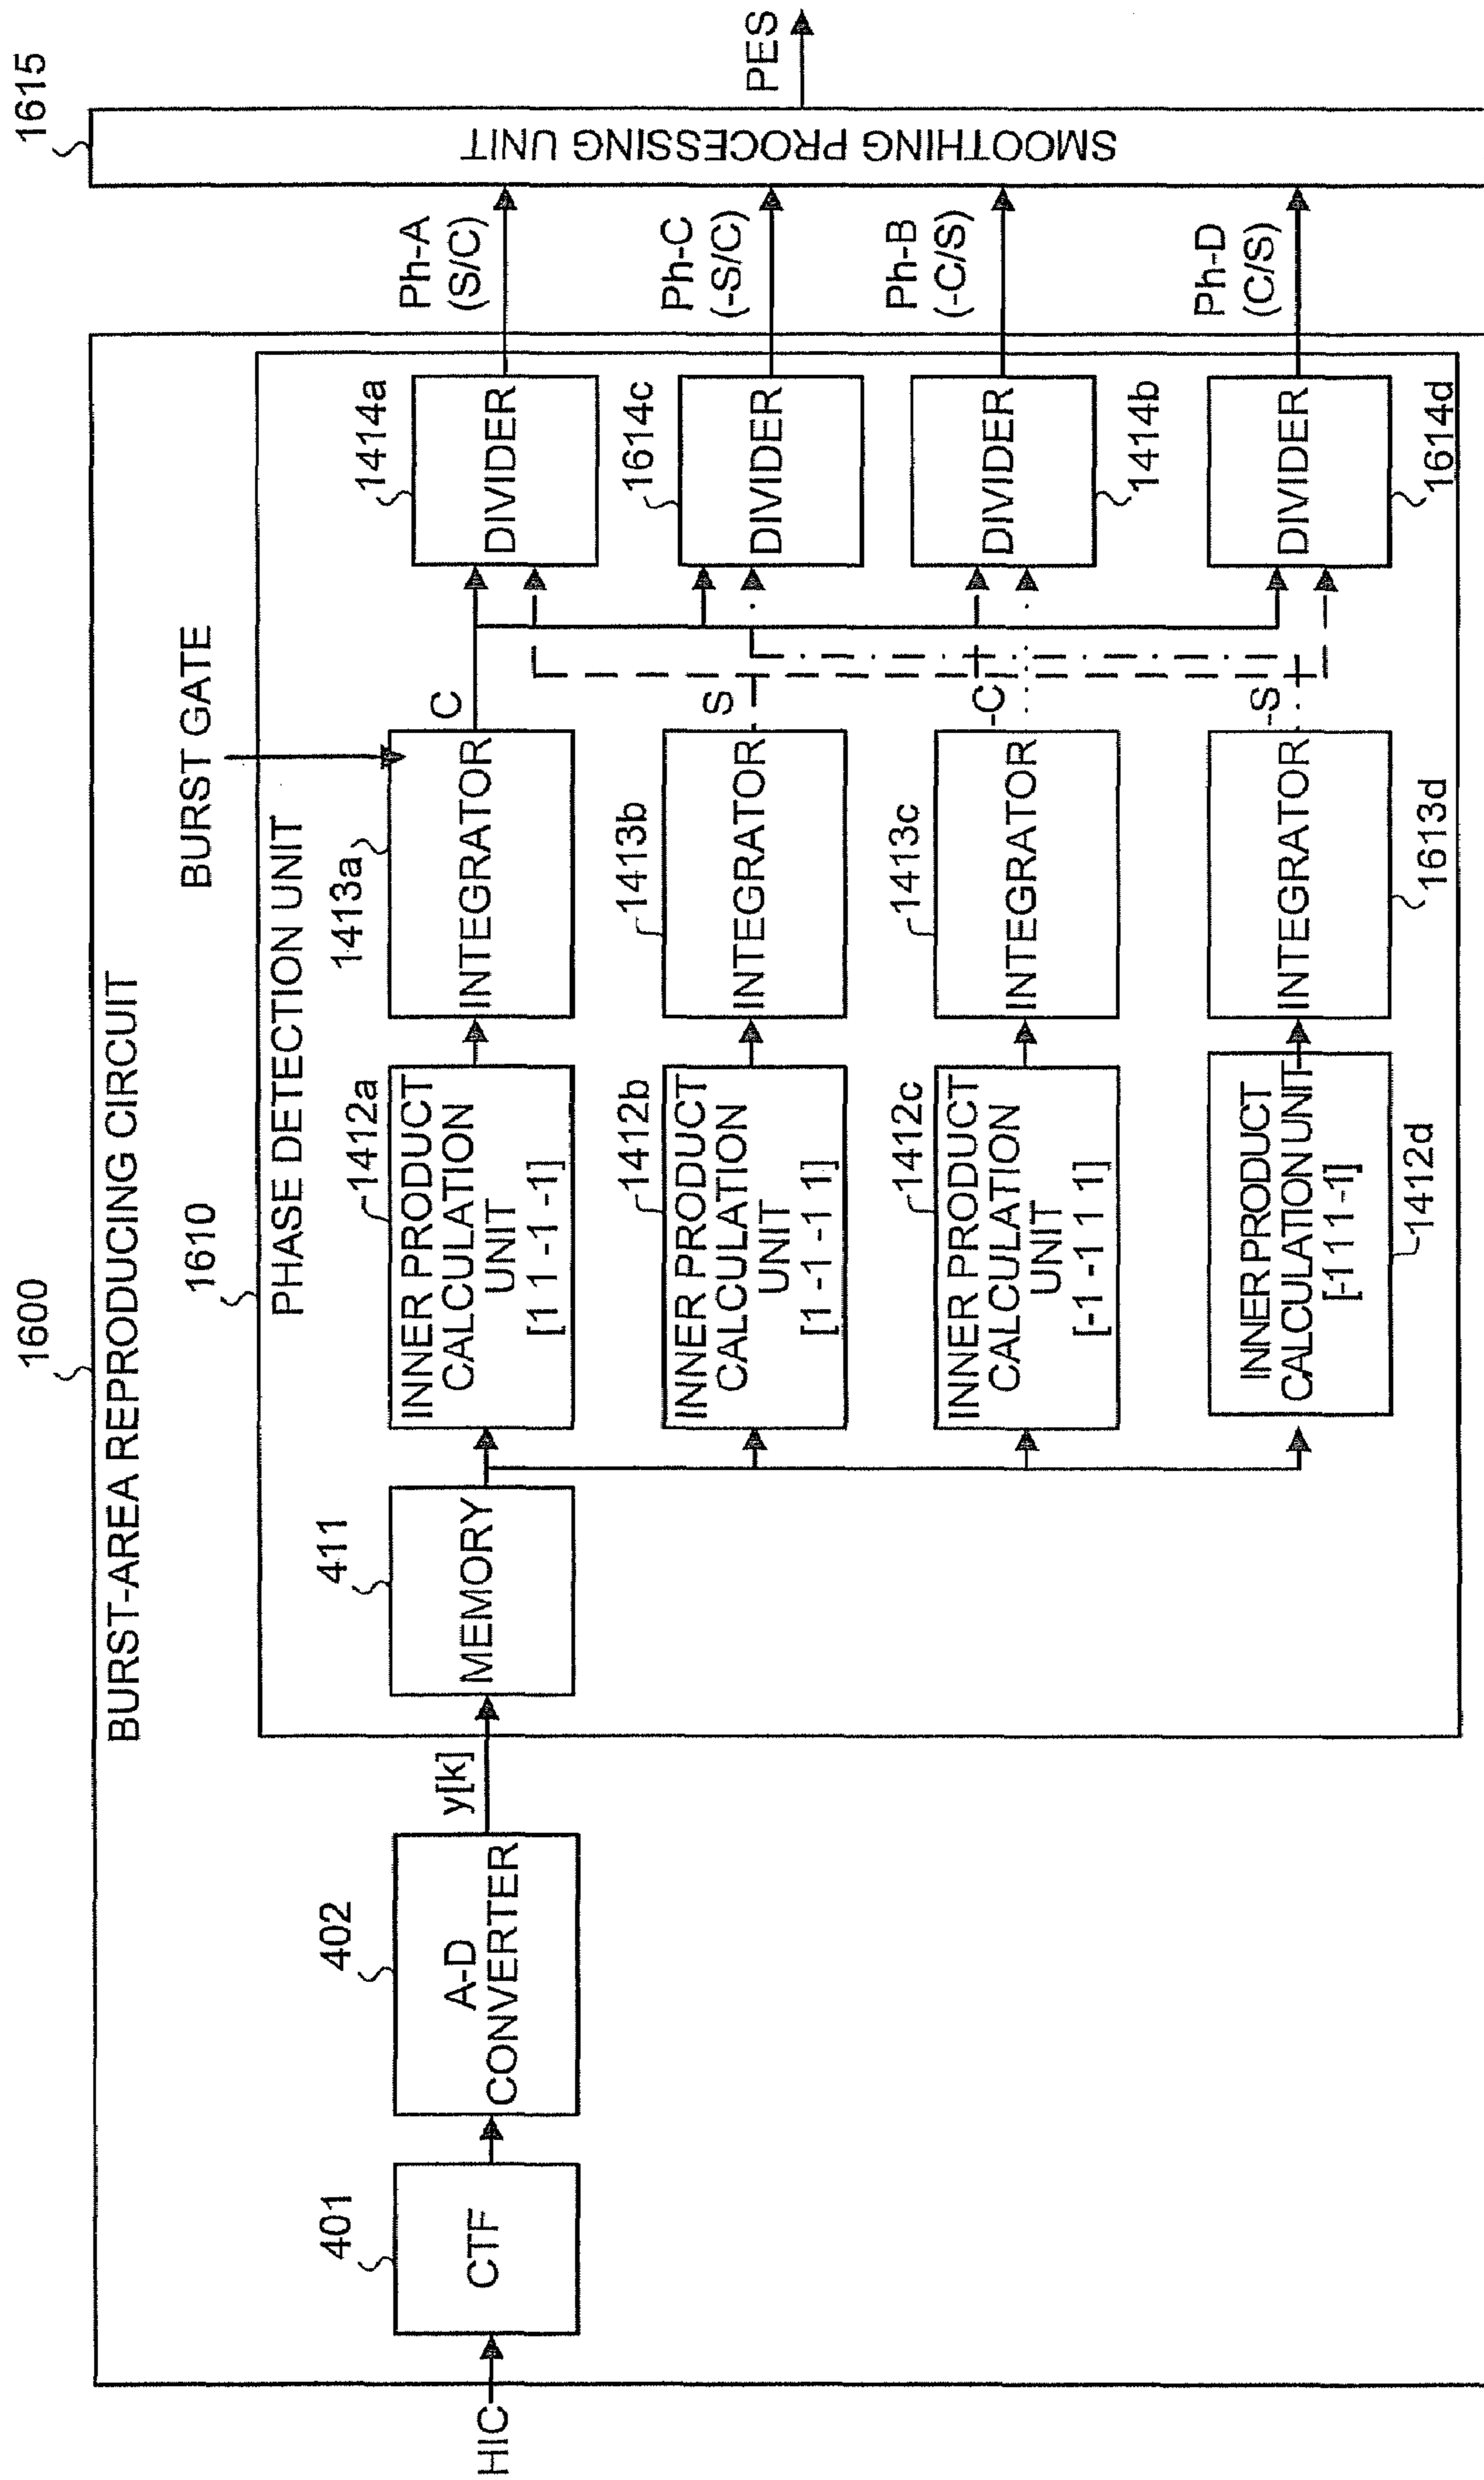 1600
BURST-AREA REPRODUCING CIRCUIT
1610
PHASE DETECTION UNIT
BURST GATE
1615
SMOOTHING PROCESSING UNIT
PES
HIC
401
CTF
402
A-D
CONVERTER
y[k]
411
MEMORY
1412a
INNER PRODUCT
CALCULATION
UNIT
[1 1 -1 -1]
1413a
INTEGRATOR
C
1414a
DIVIDER
Ph-A
(S/C)
1412b
INNER PRODUCT
CALCULATION
UNIT
[1 -1 -1 1]
1413b
INTEGRATOR
S
1614c
DIVIDER
Ph-C
(-S/C)
1412c
INNER PRODUCT
CALCULATION
UNIT
[-1 -1 1 1]
1413c
INTEGRATOR
-C
1414b
DIVIDER
Ph-B
(-C/S)
INNER PRODUCT
CALCULATION UNIT
[-1 1 1 -1]
1412d
INTEGRATOR
1613d
-S
DIVIDER
1614d
Ph-D
(C/S)